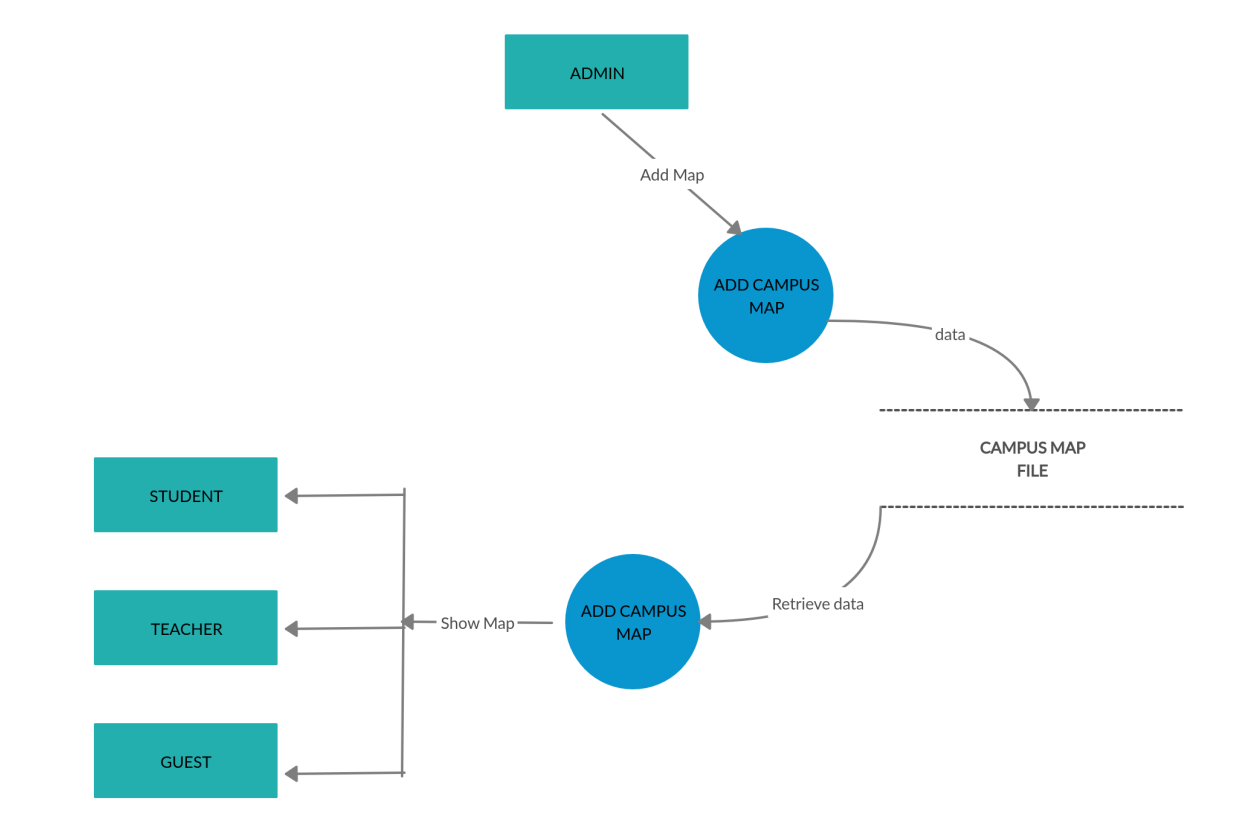 ADMIN
Add Map
ADD CAMPUS
MAP
data
CAMPUS MAP
FILE
STUDENT
TEACHER
GUEST
Show Map
ADD CAMPUS
MAP
Retrieve data